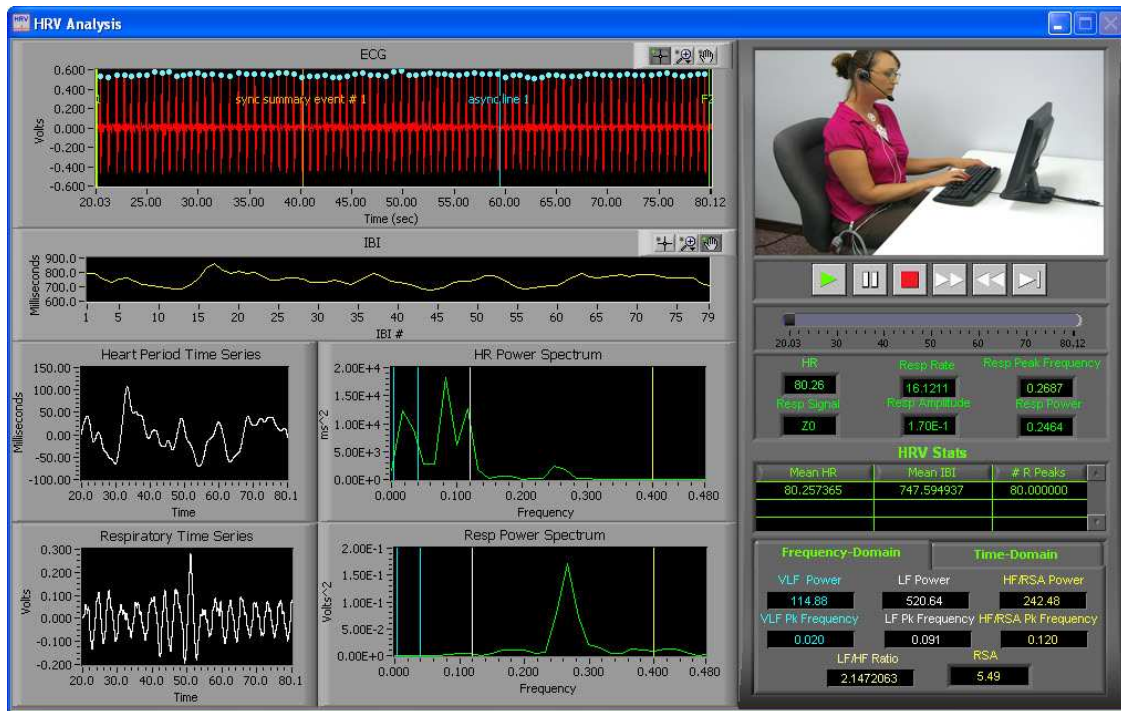 HRV Analysis
ECG
0.600
0.400
0.200
0.000
-0.200
-0.400
-0.600
Volts
sync summary event # 1
async line 1
20.03 25.00 30.00 35.00 40.00 45.00 50.00 55.00 60.00 65.00 70.00 75.00 80.12
Time (sec)
IBI
900.0
800.0
700.0
600.0
Milliseconds
1 5 10 15 20 25 30 35 40 45 50 55 60 65 70 75 79
IBI #
Heart Period Time Series
150.00
100.00
50.00
0.00
-50.00
-100.00
Milliseconds
20.0 30.0 40.0 50.0 60.0 70.0 80.1
Time
HR Power Spectrum
2.00E+4
1.50E+4
1.00E+4
5.00E+3
0.00E+0
ms^2
0.000 0.100 0.200 0.300 0.400 0.480
Frequency
Respiratory Time Series
0.300
0.200
0.100
0.000
-0.100
-0.200
Volts
20.0 30.0 40.0 50.0 60.0 70.0 80.1
Time
Resp Power Spectrum
2.00E-1
1.50E-1
1.00E-1
5.00E-2
0.00E+0
Volts^2
0.000 0.100 0.200 0.300 0.400 0.480
Frequency
20.03 30 40 50 60 70 80.12
HR Resp Rate Resp Peak Frequency
80.26 16.1211 0.2687
Resp Signal Resp Amplitude Resp Power
Z0 1.70E-1 0.2464
HRV Stats
Mean HR Mean IBI # R Peaks
80.257365 747.594937 80.000000
Frequency-Domain Time-Domain
VLF Power LF Power HF/RSA Power
114.88 520.64 242.48
VLF Pk Frequency LF Pk Frequency HF/RSA Pk Frequency
0.020 0.091 0.120
LF/HF Ratio RSA
2.1472063 5.49